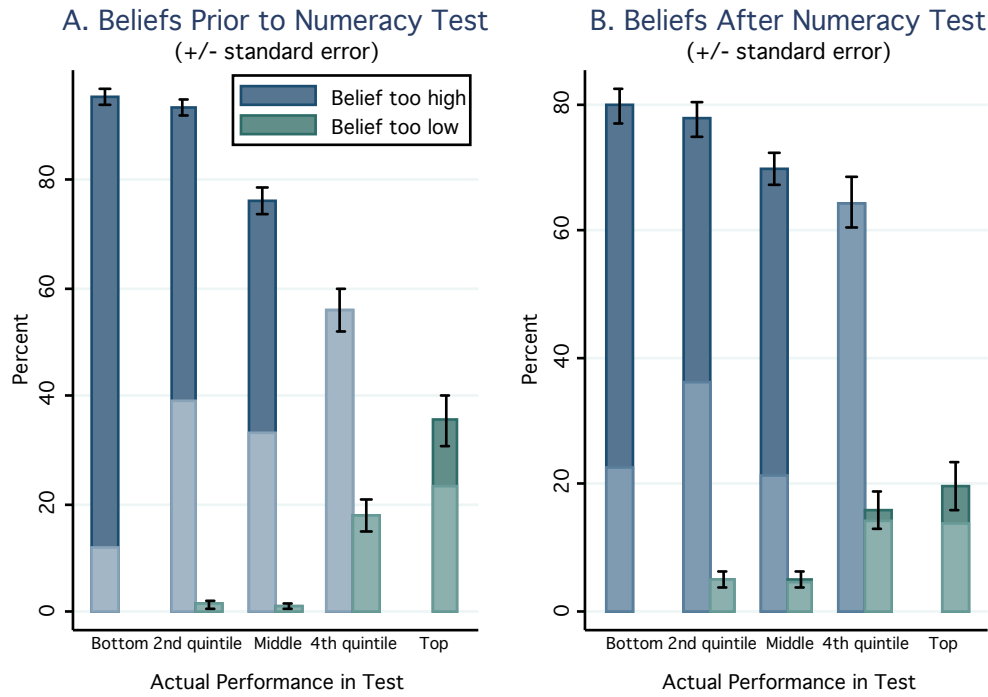 A. Beliefs Prior to Numeracy Test
(+/- standard error)
Belief too high
Belief too low
80
60
40
20
0
Percent
Bottom 2nd quintile Middle 4th quintile Top
Actual Performance in Test
B. Beliefs After Numeracy Test
(+/- standard error)
80
60
40
20
0
Percent
Bottom 2nd quintile Middle 4th quintile Top
Actual Performance in Test